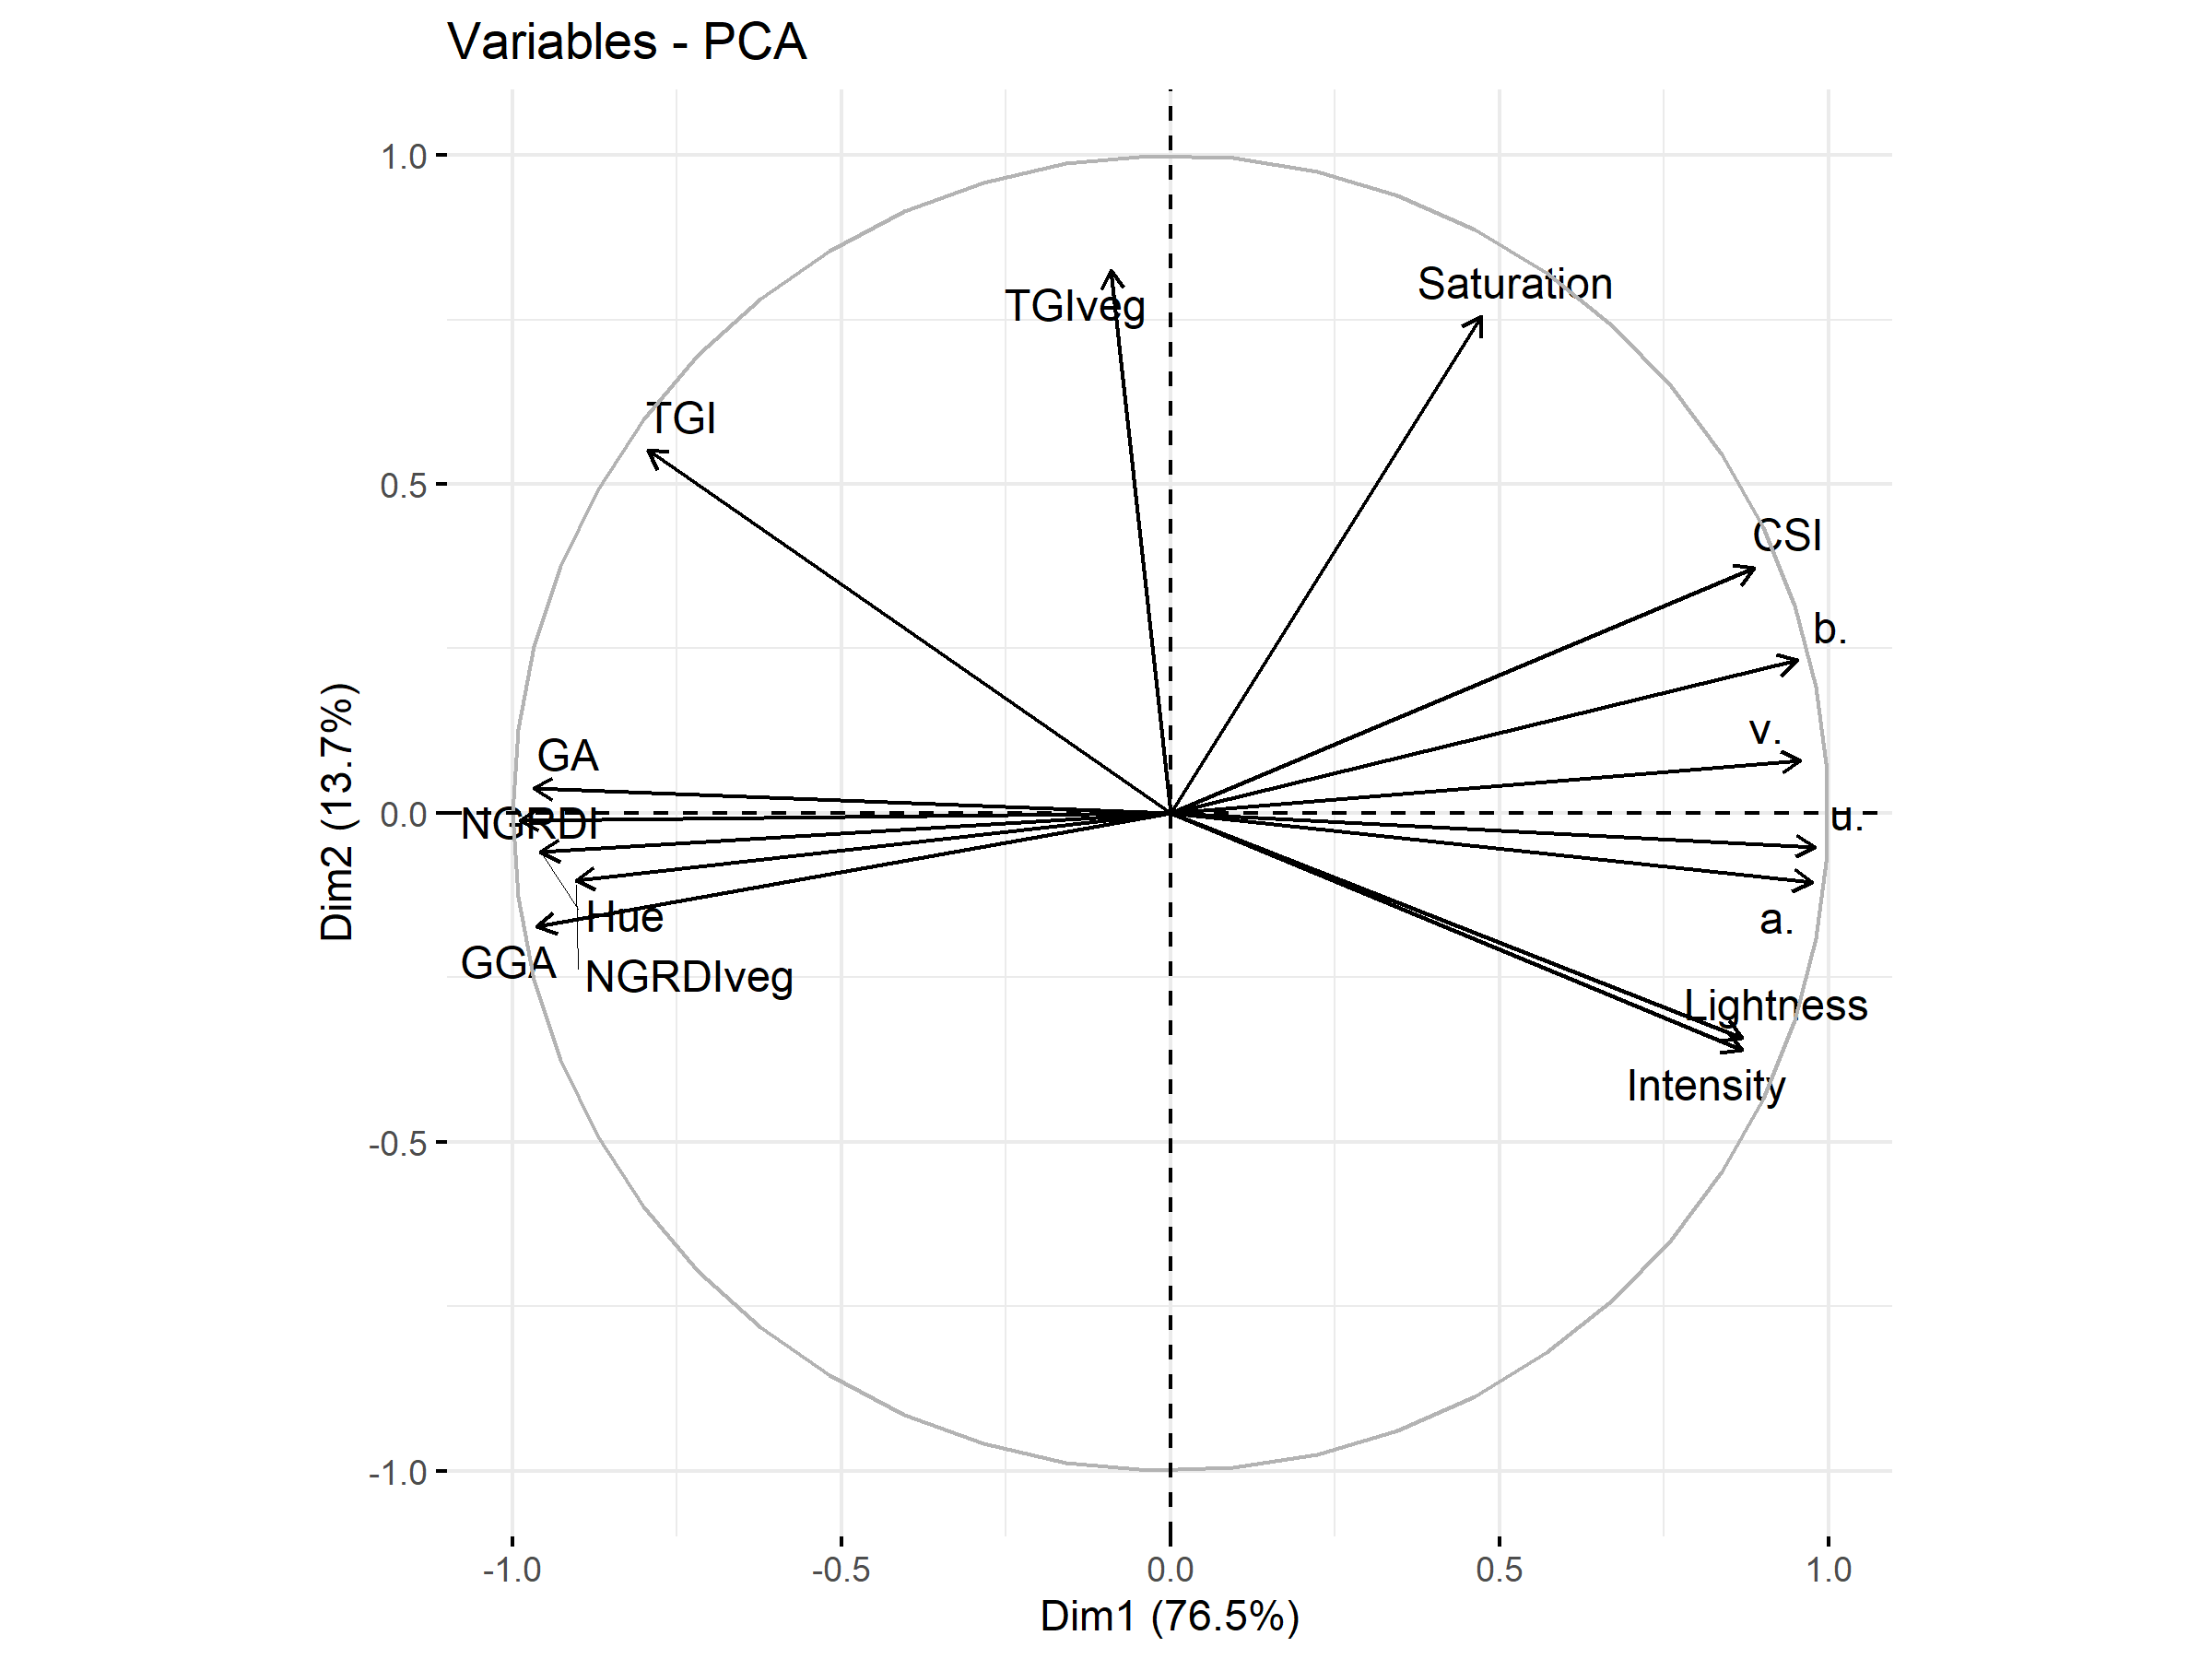 Variables - PCA
1.0
0.5
0.0
-0.5
-1.0
Dim2 (13.7%)
TGIveg
Saturation
TGI
CSI
b.
v.
GA
NGRDI
u.
Hue
a.
GGA
NGRDIveg
Lightness
Intensity
-1.0
-0.5
0.0
0.5
1.0
Dim1 (76.5%)